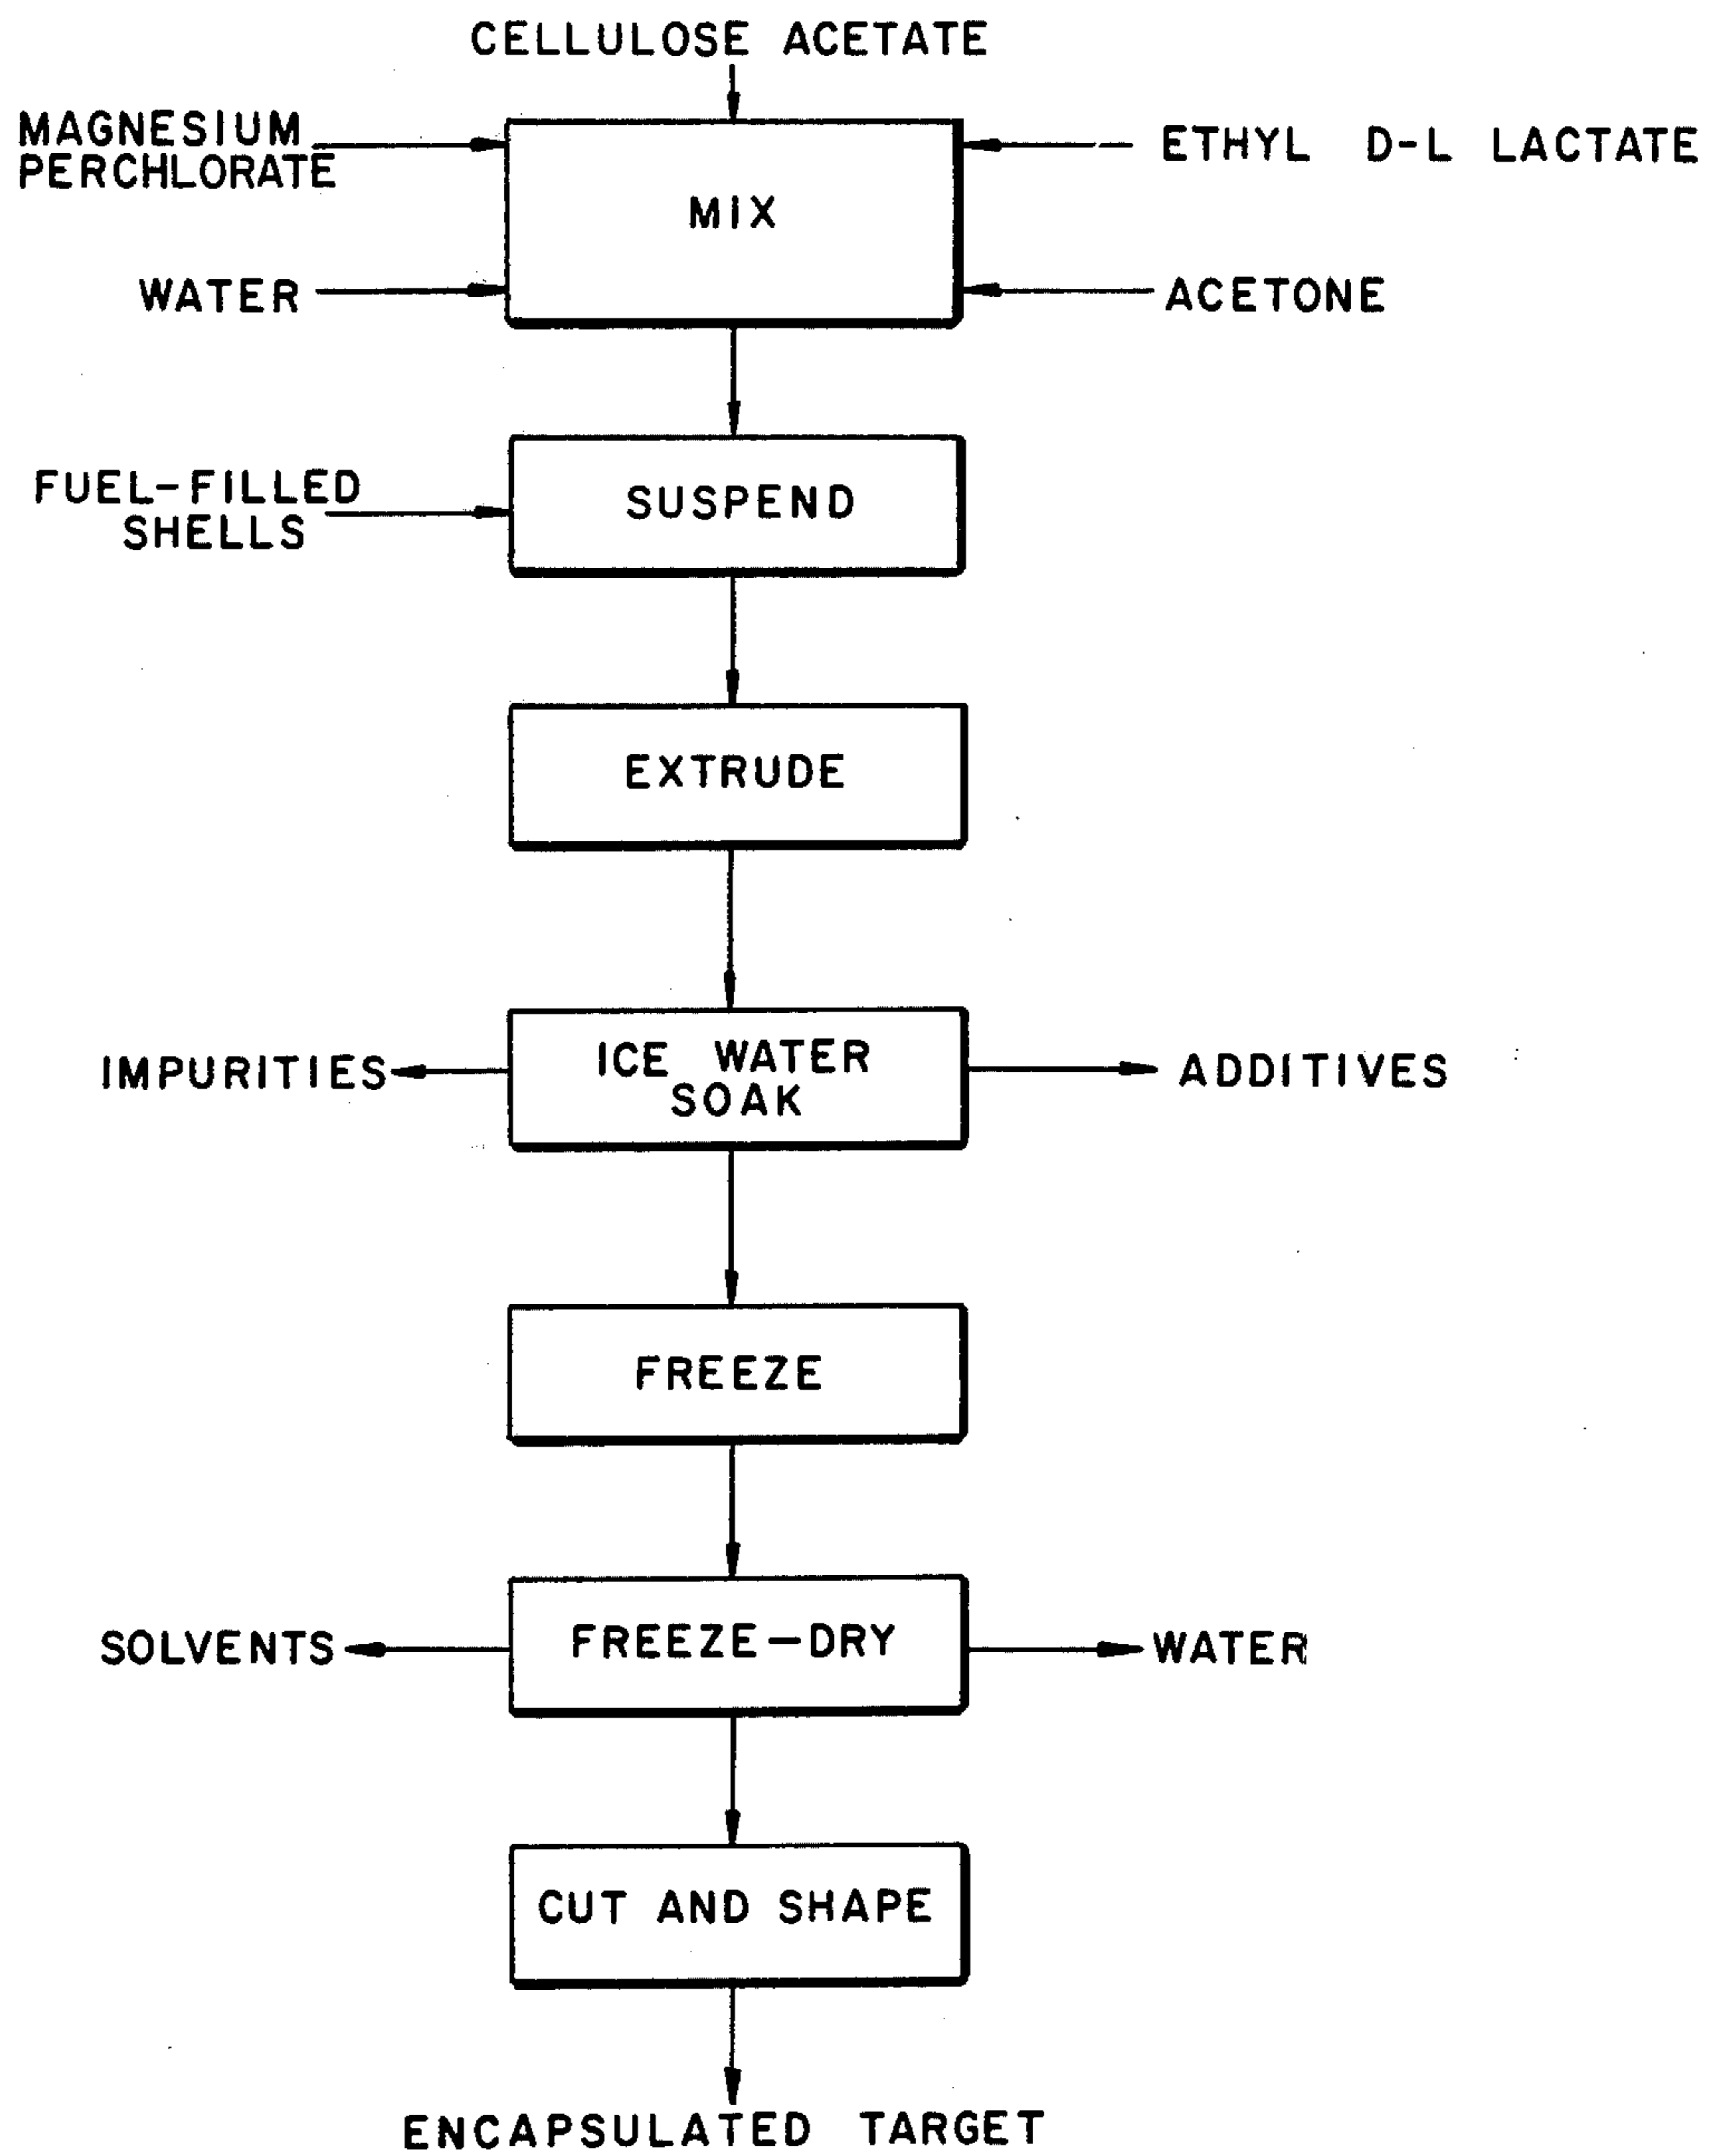 CELLULOSE ACETATE
MAGNESIUM
PERCHLORATE
ETHYL D-L LACTATE
MIX
WATER
ACETONE
FUEL-FILLED
SHELLS
SUSPEND
EXTRUDE
IMPURITIES
ICE WATER
SOAK
ADDITIVES
FREEZE
SOLVENTS
FREEZE-DRY
WATER
CUT AND SHAPE
ENCAPSULATED TARGET